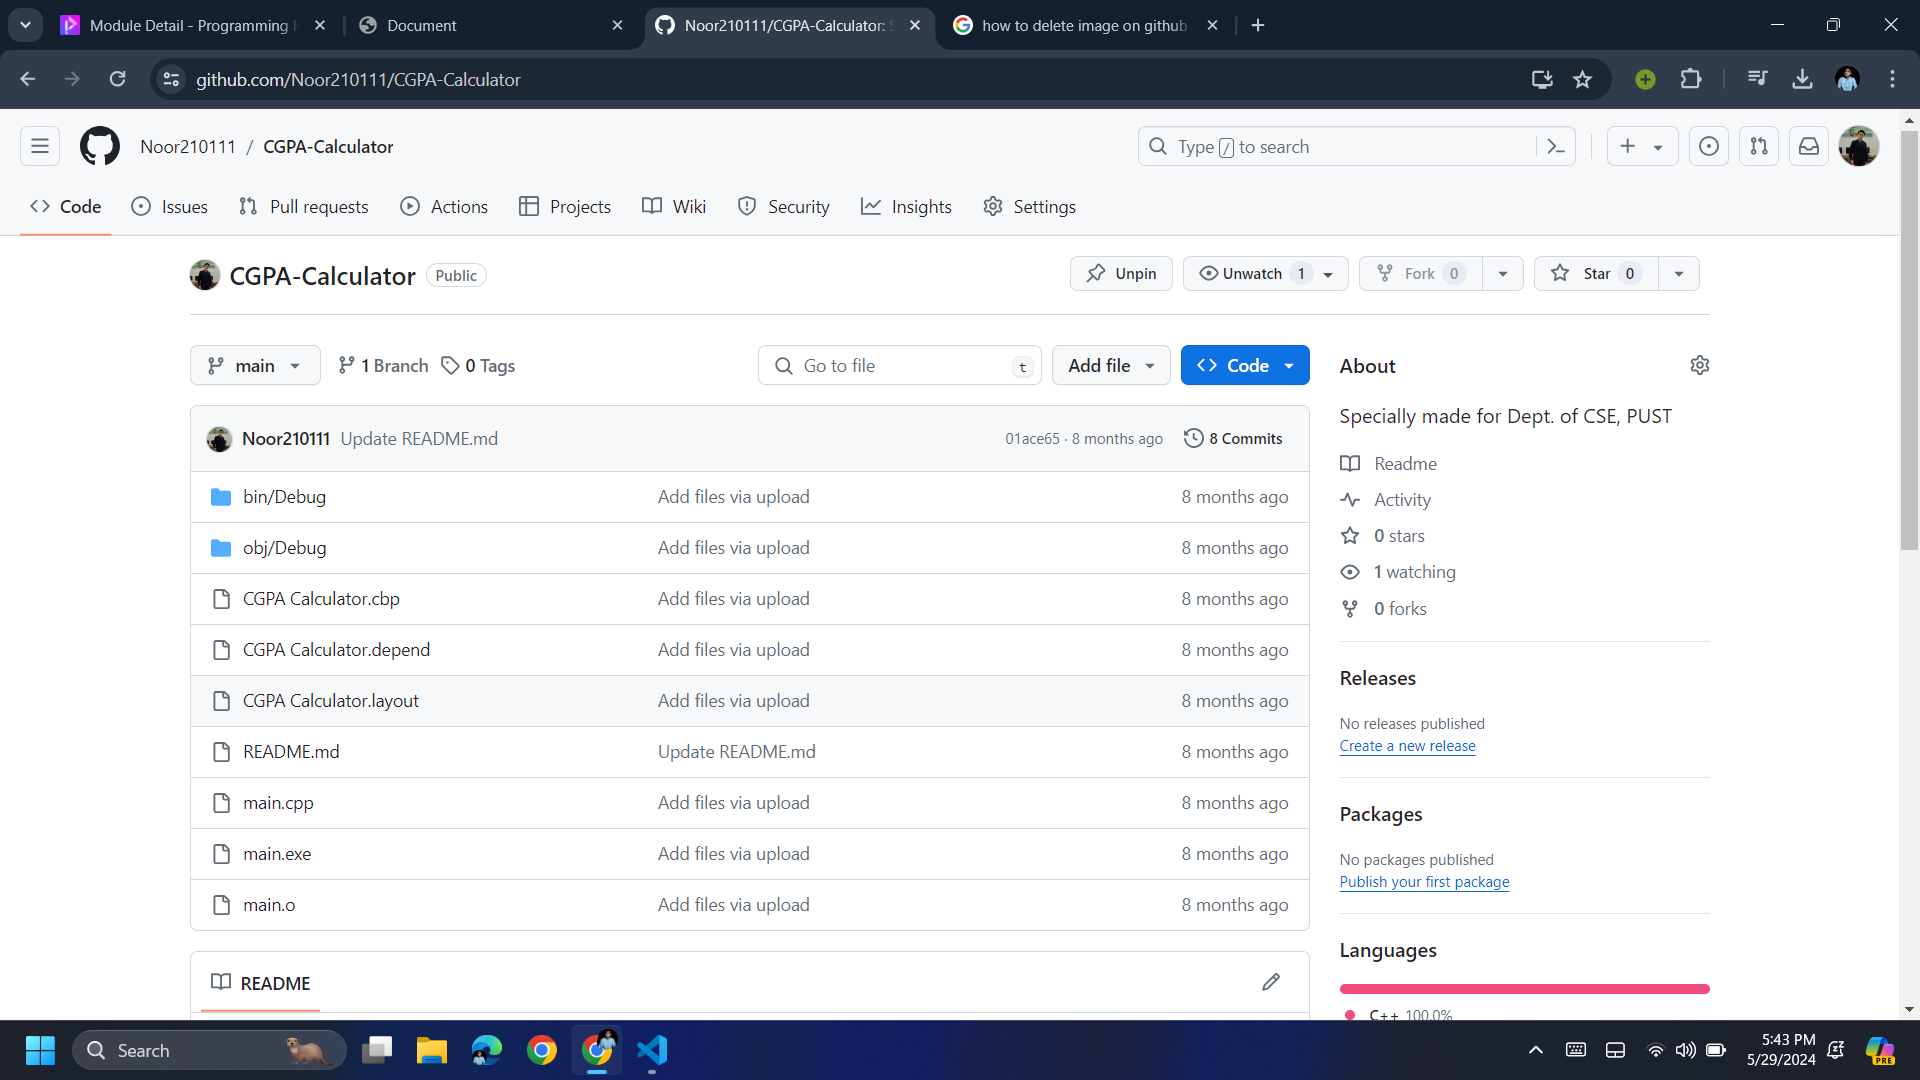 Module Detail - Programming H
Document
Noor210111/CGPA-Calculator: S
how to delete image on github
github.com/Noor210111/CGPA-Calculator
Noor210111 / CGPA-Calculator
Type / to search
Code
Issues
Pull requests
Actions
Projects
Wiki
Security
Insights
Settings
CGPA-Calculator
Public
Unpin
Unwatch 1
Fork 0
Star 0
main
1 Branch
0 Tags
Go to file
t
Add file
Code
Noor210111 Update README.md
01ace65 · 8 months ago
8 Commits
bin/Debug Add files via upload 8 months ago
obj/Debug Add files via upload 8 months ago
CGPA Calculator.cbp Add files via upload 8 months ago
CGPA Calculator.depend Add files via upload 8 months ago
CGPA Calculator.layout Add files via upload 8 months ago
README.md Update README.md 8 months ago
main.cpp Add files via upload 8 months ago
main.exe Add files via upload 8 months ago
main.o Add files via upload 8 months ago
README
About
Specially made for Dept. of CSE, PUST
Readme
Activity
0 stars
1 watching
0 forks
Releases
No releases published
Create a new release
Packages
No packages published
Publish your first package
Languages
C++ 100.0%
Search
5:43 PM
5/29/2024
PRE